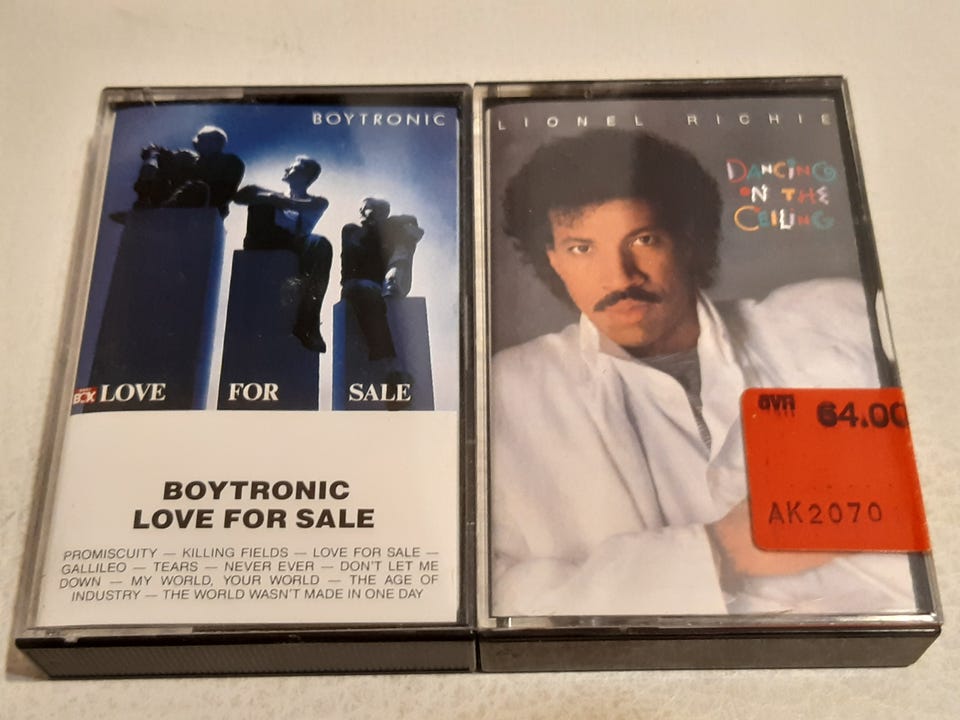 BOYTRONIC
LOVE FOR SALE
BOYTRONIC
LOVE FOR SALE
PROMISCUITY — KILLING FIELDS — LOVE FOR SALE —
GALLILEO — TEARS — NEVER EVER — DON'T LET ME
DOWN — MY WORLD, YOUR WORLD — THE AGE OF
INDUSTRY — THE WORLD WASN'T MADE IN ONE DAY
LIONEL RICHIE
DANCING
ON THE
CEILING
64.00
AK2070